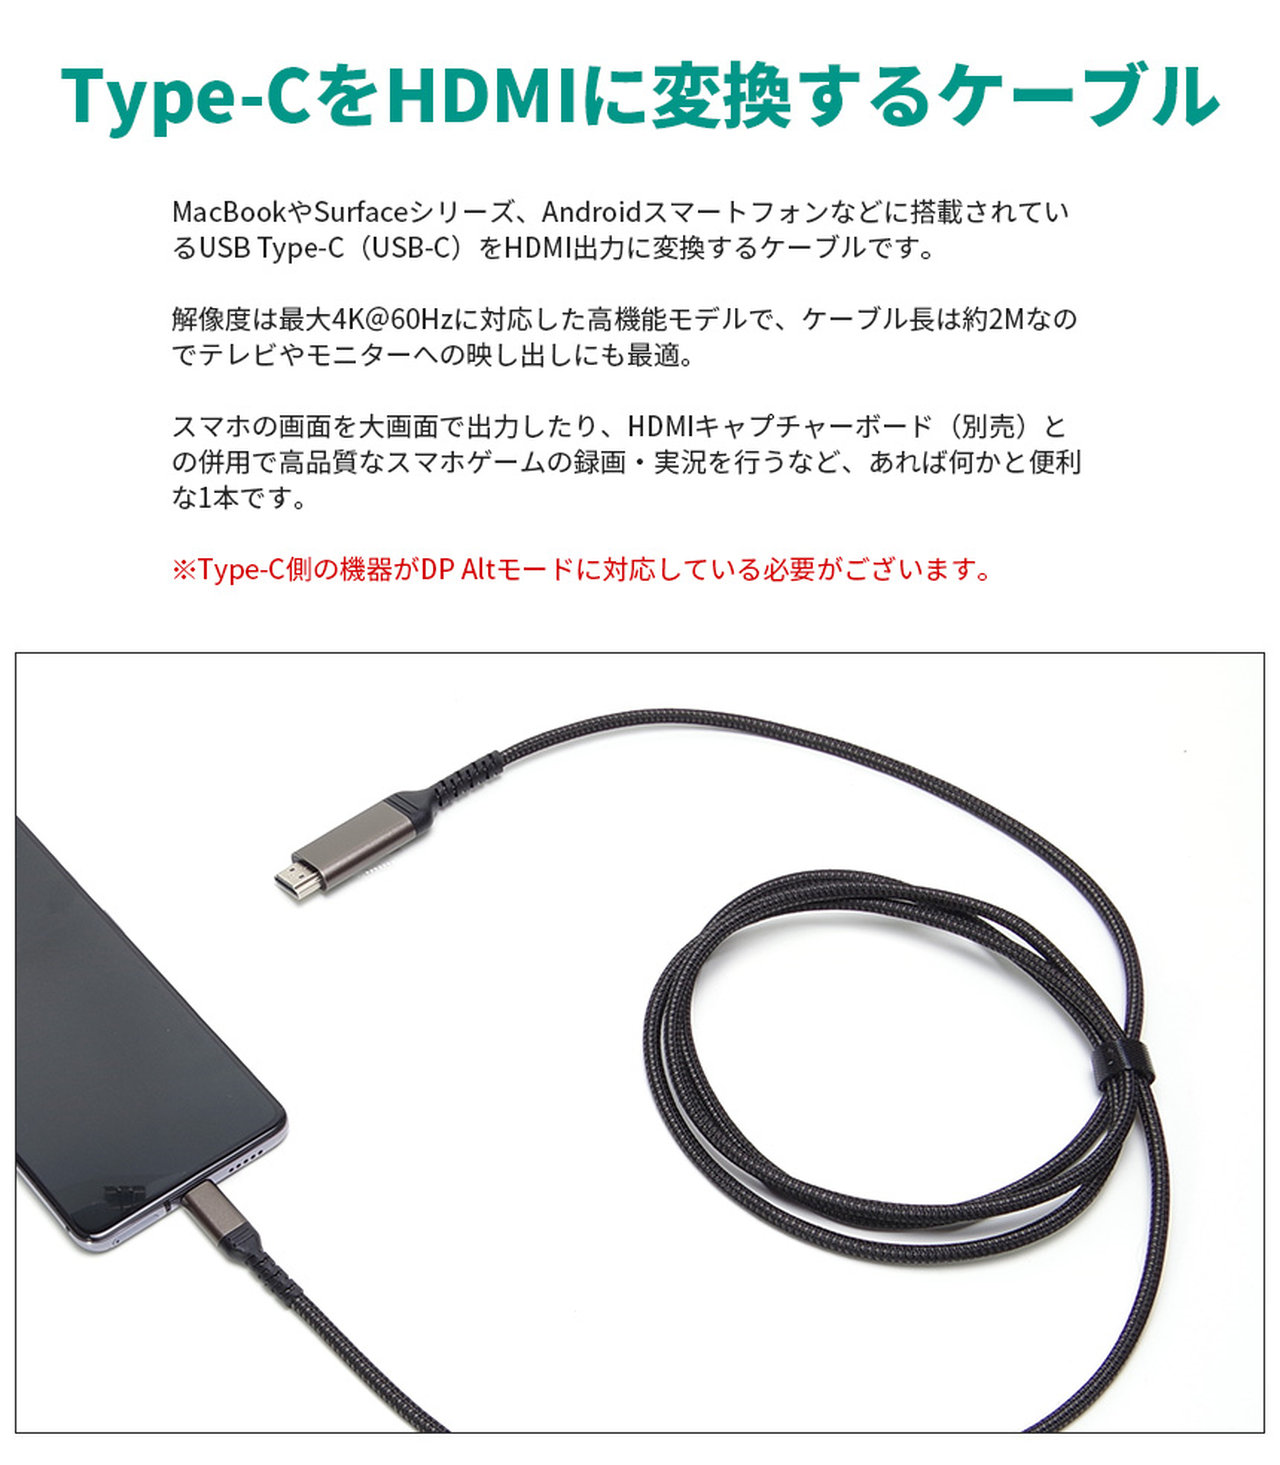 Type-CをHDMIに変換するケーブル
MacBookやSurfaceシリーズ、Androidスマートフォンなどに搭載されてい
るUSB Type-C（USB-C）をHDMI出力に変換するケーブルです。
解像度は最大4K@60Hzに対応した高機能モデルで、ケーブル長は約2Mなの
でテレビやモニターへの映し出しにも最適。
スマホの画面を大画面で出力したり、HDMIキャプチャーボード（別売）と
の併用で高品質なスマホゲームの録画・実況を行うなど、あれば何かと便利
な1本です。
※Type-C側の機器がDP Altモードに対応している必要がございます。